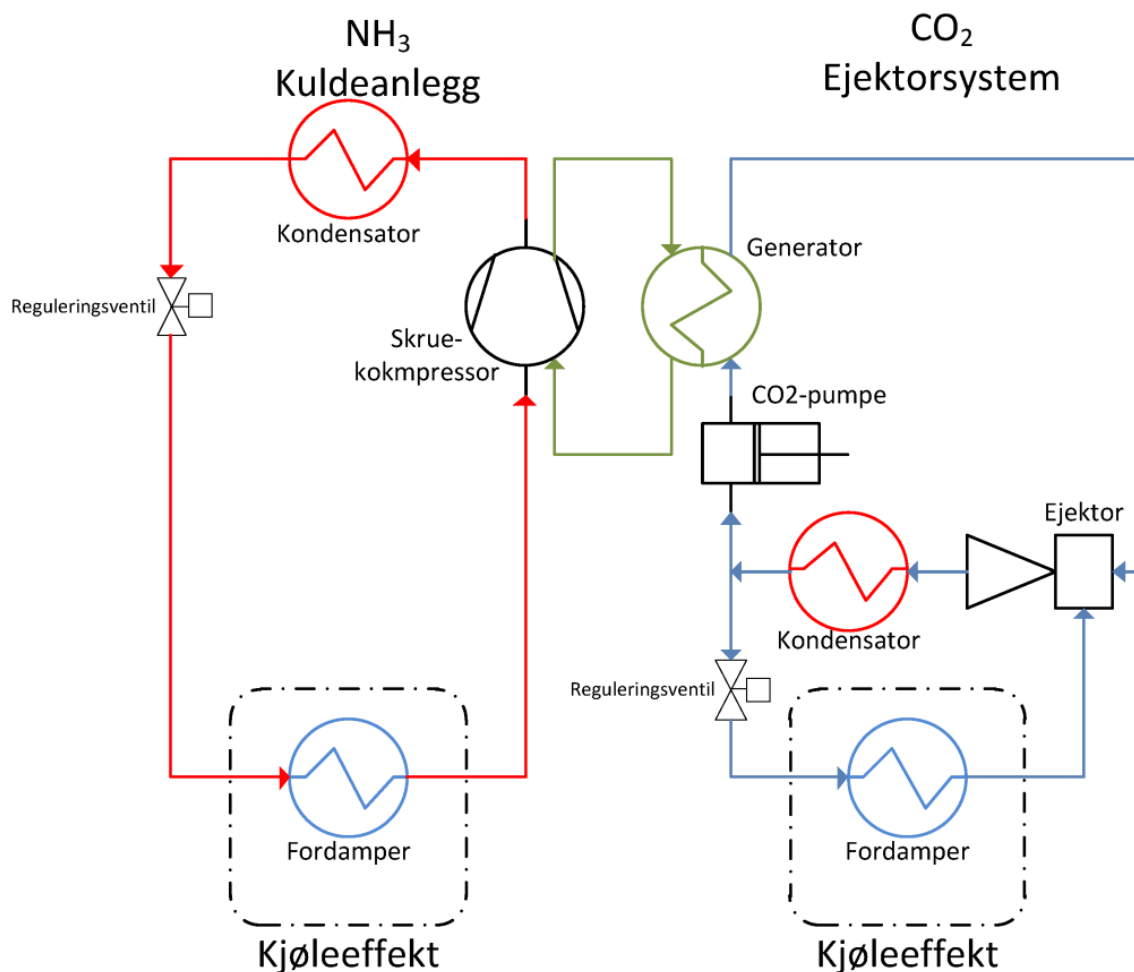 NH₃
Kuldeanlegg
CO₂
Ejektorsystem
Kondensator
Generator
Reguleringsventil
Skrue-
kokmpressor
CO2-pumpe
Ejektor
Kondensator
Reguleringsventil
Fordamper
Fordamper
Kjøleeffekt
Kjøleeffekt